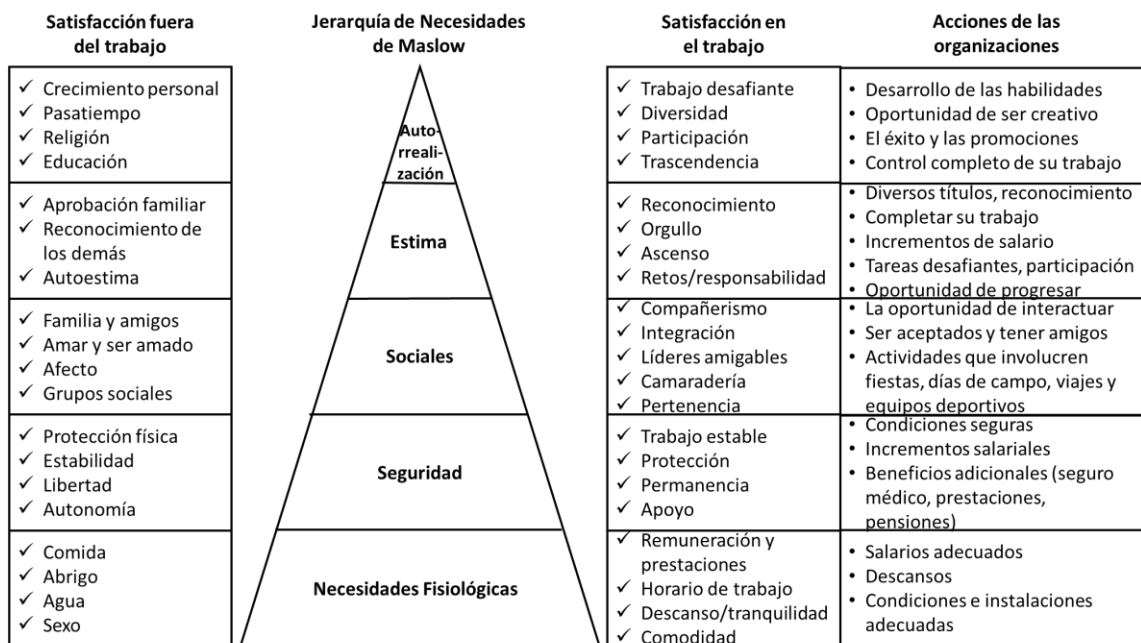 Satisfacción fuera
del trabajo
Jerarquía de Necesidades
de Maslow
Satisfacción en
el trabajo
Acciones de las
organizaciones
✓ Crecimiento personal
✓ Pasatiempo
✓ Religión
✓ Educación
Auto-
rreali-
zación
✓ Trabajo desafiante
✓ Diversidad
✓ Participación
✓ Trascendencia
• Desarrollo de las habilidades
• Oportunidad de ser creativo
• El éxito y las promociones
• Control completo de su trabajo
✓ Aprobación familiar
✓ Reconocimiento de
los demás
✓ Autoestima
Estima
✓ Reconocimiento
✓ Orgullo
✓ Ascenso
✓ Retos/responsabilidad
• Diversos títulos, reconocimiento
• Completar su trabajo
• Incrementos de salario
• Tareas desafiantes, participación
• Oportunidad de progresar
✓ Familia y amigos
✓ Amar y ser amado
✓ Afecto
✓ Grupos sociales
Sociales
✓ Compañerismo
✓ Integración
✓ Líderes amigables
✓ Camaradería
✓ Pertenencia
• La oportunidad de interactuar
• Ser aceptados y tener amigos
• Actividades que involucren
fiestas, días de campo, viajes y
equipos deportivos
✓ Protección física
✓ Estabilidad
✓ Libertad
✓ Autonomía
Seguridad
✓ Trabajo estable
✓ Protección
✓ Permanencia
✓ Apoyo
• Condiciones seguras
• Incrementos salariales
• Beneficios adicionales (seguro
médico, prestaciones,
pensiones)
✓ Comida
✓ Abrigo
✓ Agua
✓ Sexo
Necesidades Fisiológicas
✓ Remuneración y
prestaciones
✓ Horario de trabajo
✓ Descanso/tranquilidad
✓ Comodidad
• Salarios adecuados
• Descansos
• Condiciones e instalaciones
adecuadas